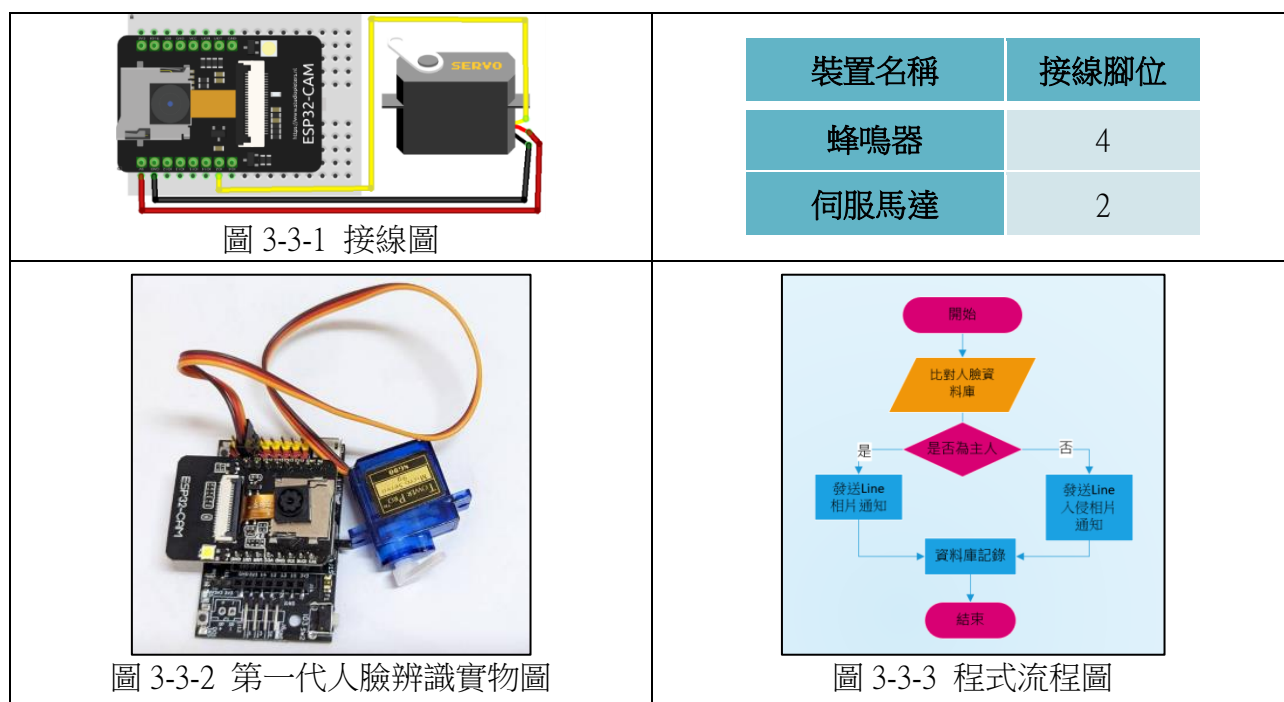 SERVO
ESP32-CAM
裝置名稱 接線腳位
蜂鳴器 4
伺服馬達 2
圖 3-3-1 接線圖
ESP32-CAM
開始
比對人臉資
料庫
是否為主人
是
否
發送Line
相片通知
發送Line
入侵相片
通知
資料庫記錄
結束
圖 3-3-2 第一代人臉辨識實物圖
圖 3-3-3 程式流程圖